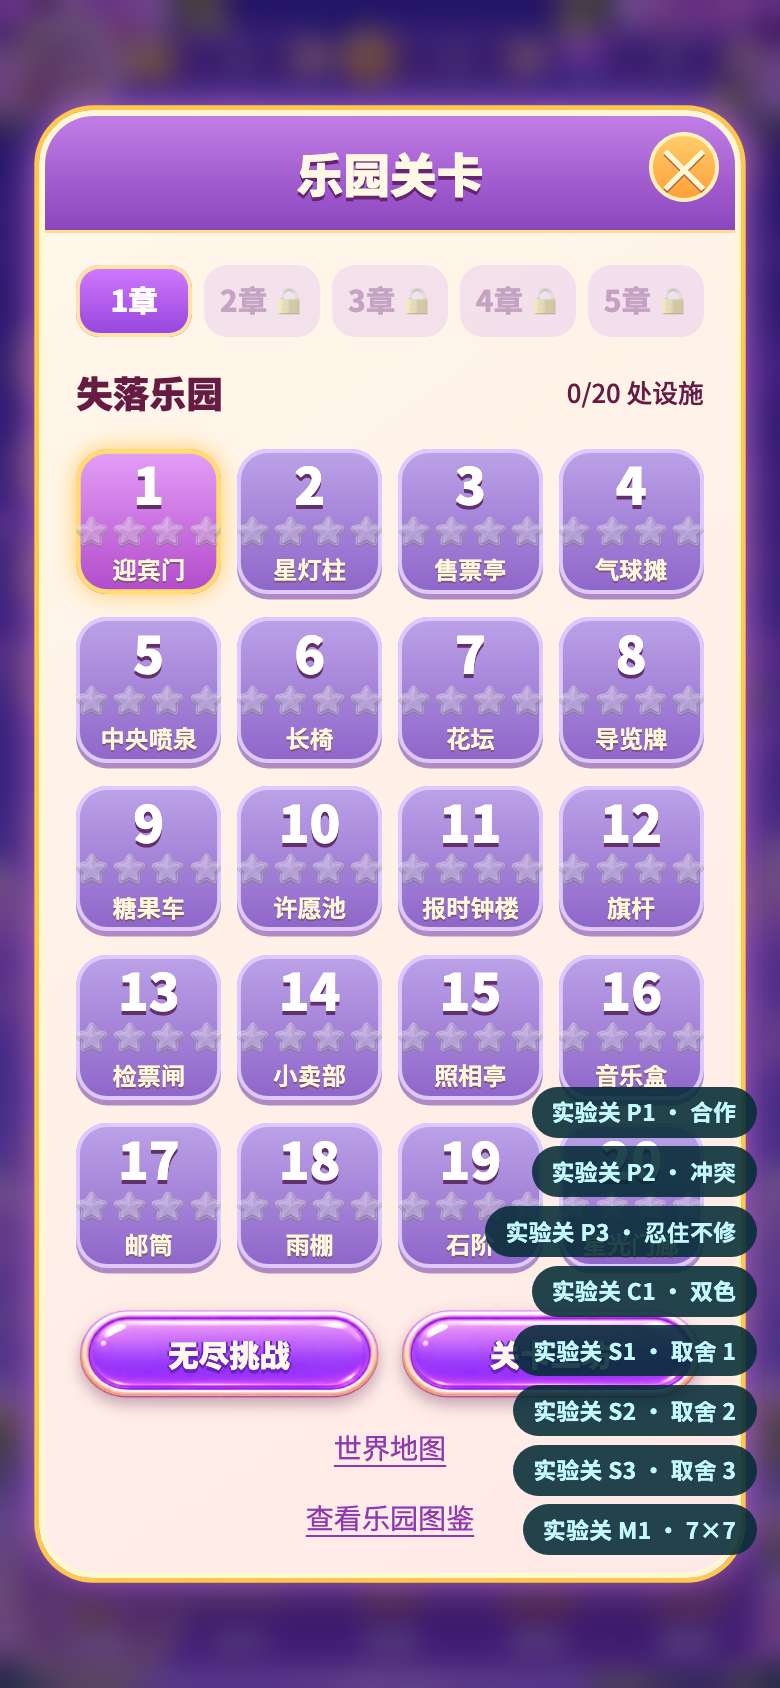 乐园关卡
1章 2章 3章 4章 5章
失落乐园 0/20 处设施
1 2 3 4
迎宾门 星灯柱 售票亭 气球摊
5 6 7 8
中央喷泉 长椅 花坛 导览牌
9 10 11 12
糖果车 许愿池 报时钟楼 旗杆
13 14 15 16
检票闸 小卖部 照相亭 音乐盒
实验关 P1 · 合作
17 18 19 20
实验关 P2 · 冲突
邮筒 雨棚 石阶
实验关 P3 · 忍住不修
实验关 C1 · 双色
无尽挑战 关
实验关 S1 · 取舍 1
实验关 S2 · 取舍 2
世界地图
实验关 S3 · 取舍 3
查看乐园图鉴
实验关 M1 · 7×7